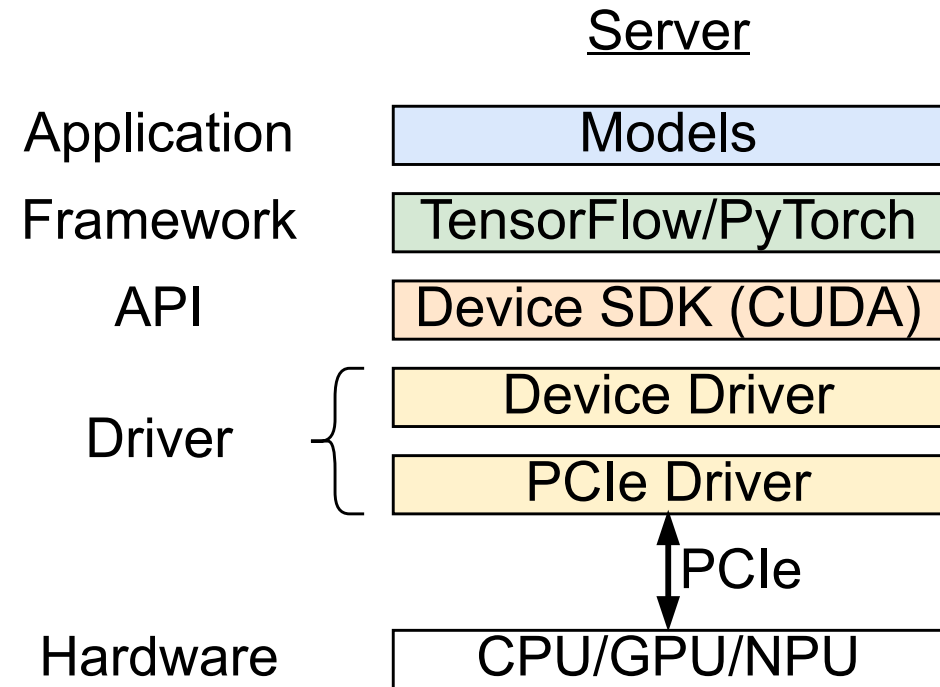 Server
Application
Models
Framework
TensorFlow/PyTorch
API
Device SDK (CUDA)
Driver
Device Driver
PCIe Driver
PCIe
Hardware
CPU/GPU/NPU